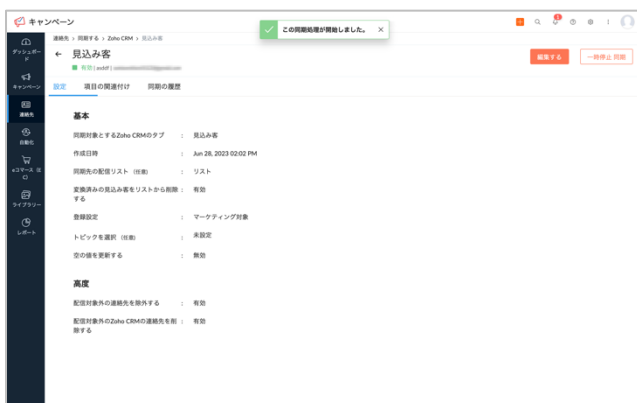 キャンペーン
この同期処理が開始しました。 ×
連絡先 › 同期する › Zoho CRM › 見込み客
← 見込み客
編集する
一時停止 同期
有効
設定 項目の関連付け 同期の履歴
ダッシュボー
ド
キャンペーン
連絡先
自動化
ライブラリー
レポート
基本
同期対象とするZoho CRMのタブ : 見込み客
作成日時 : Jun 28, 2023 02:02 PM
同期先の配信リスト (任意) : リスト
変換済みの見込み客をリストから削除 : 有効
する
登録設定 : マーケティング対象
トピックを選択 (任意) : 未設定
空の値を更新する : 無効
高度
配信対象外の連絡先を除外する : 有効
配信対象外のZoho CRMの連絡先を削 : 有効
除する